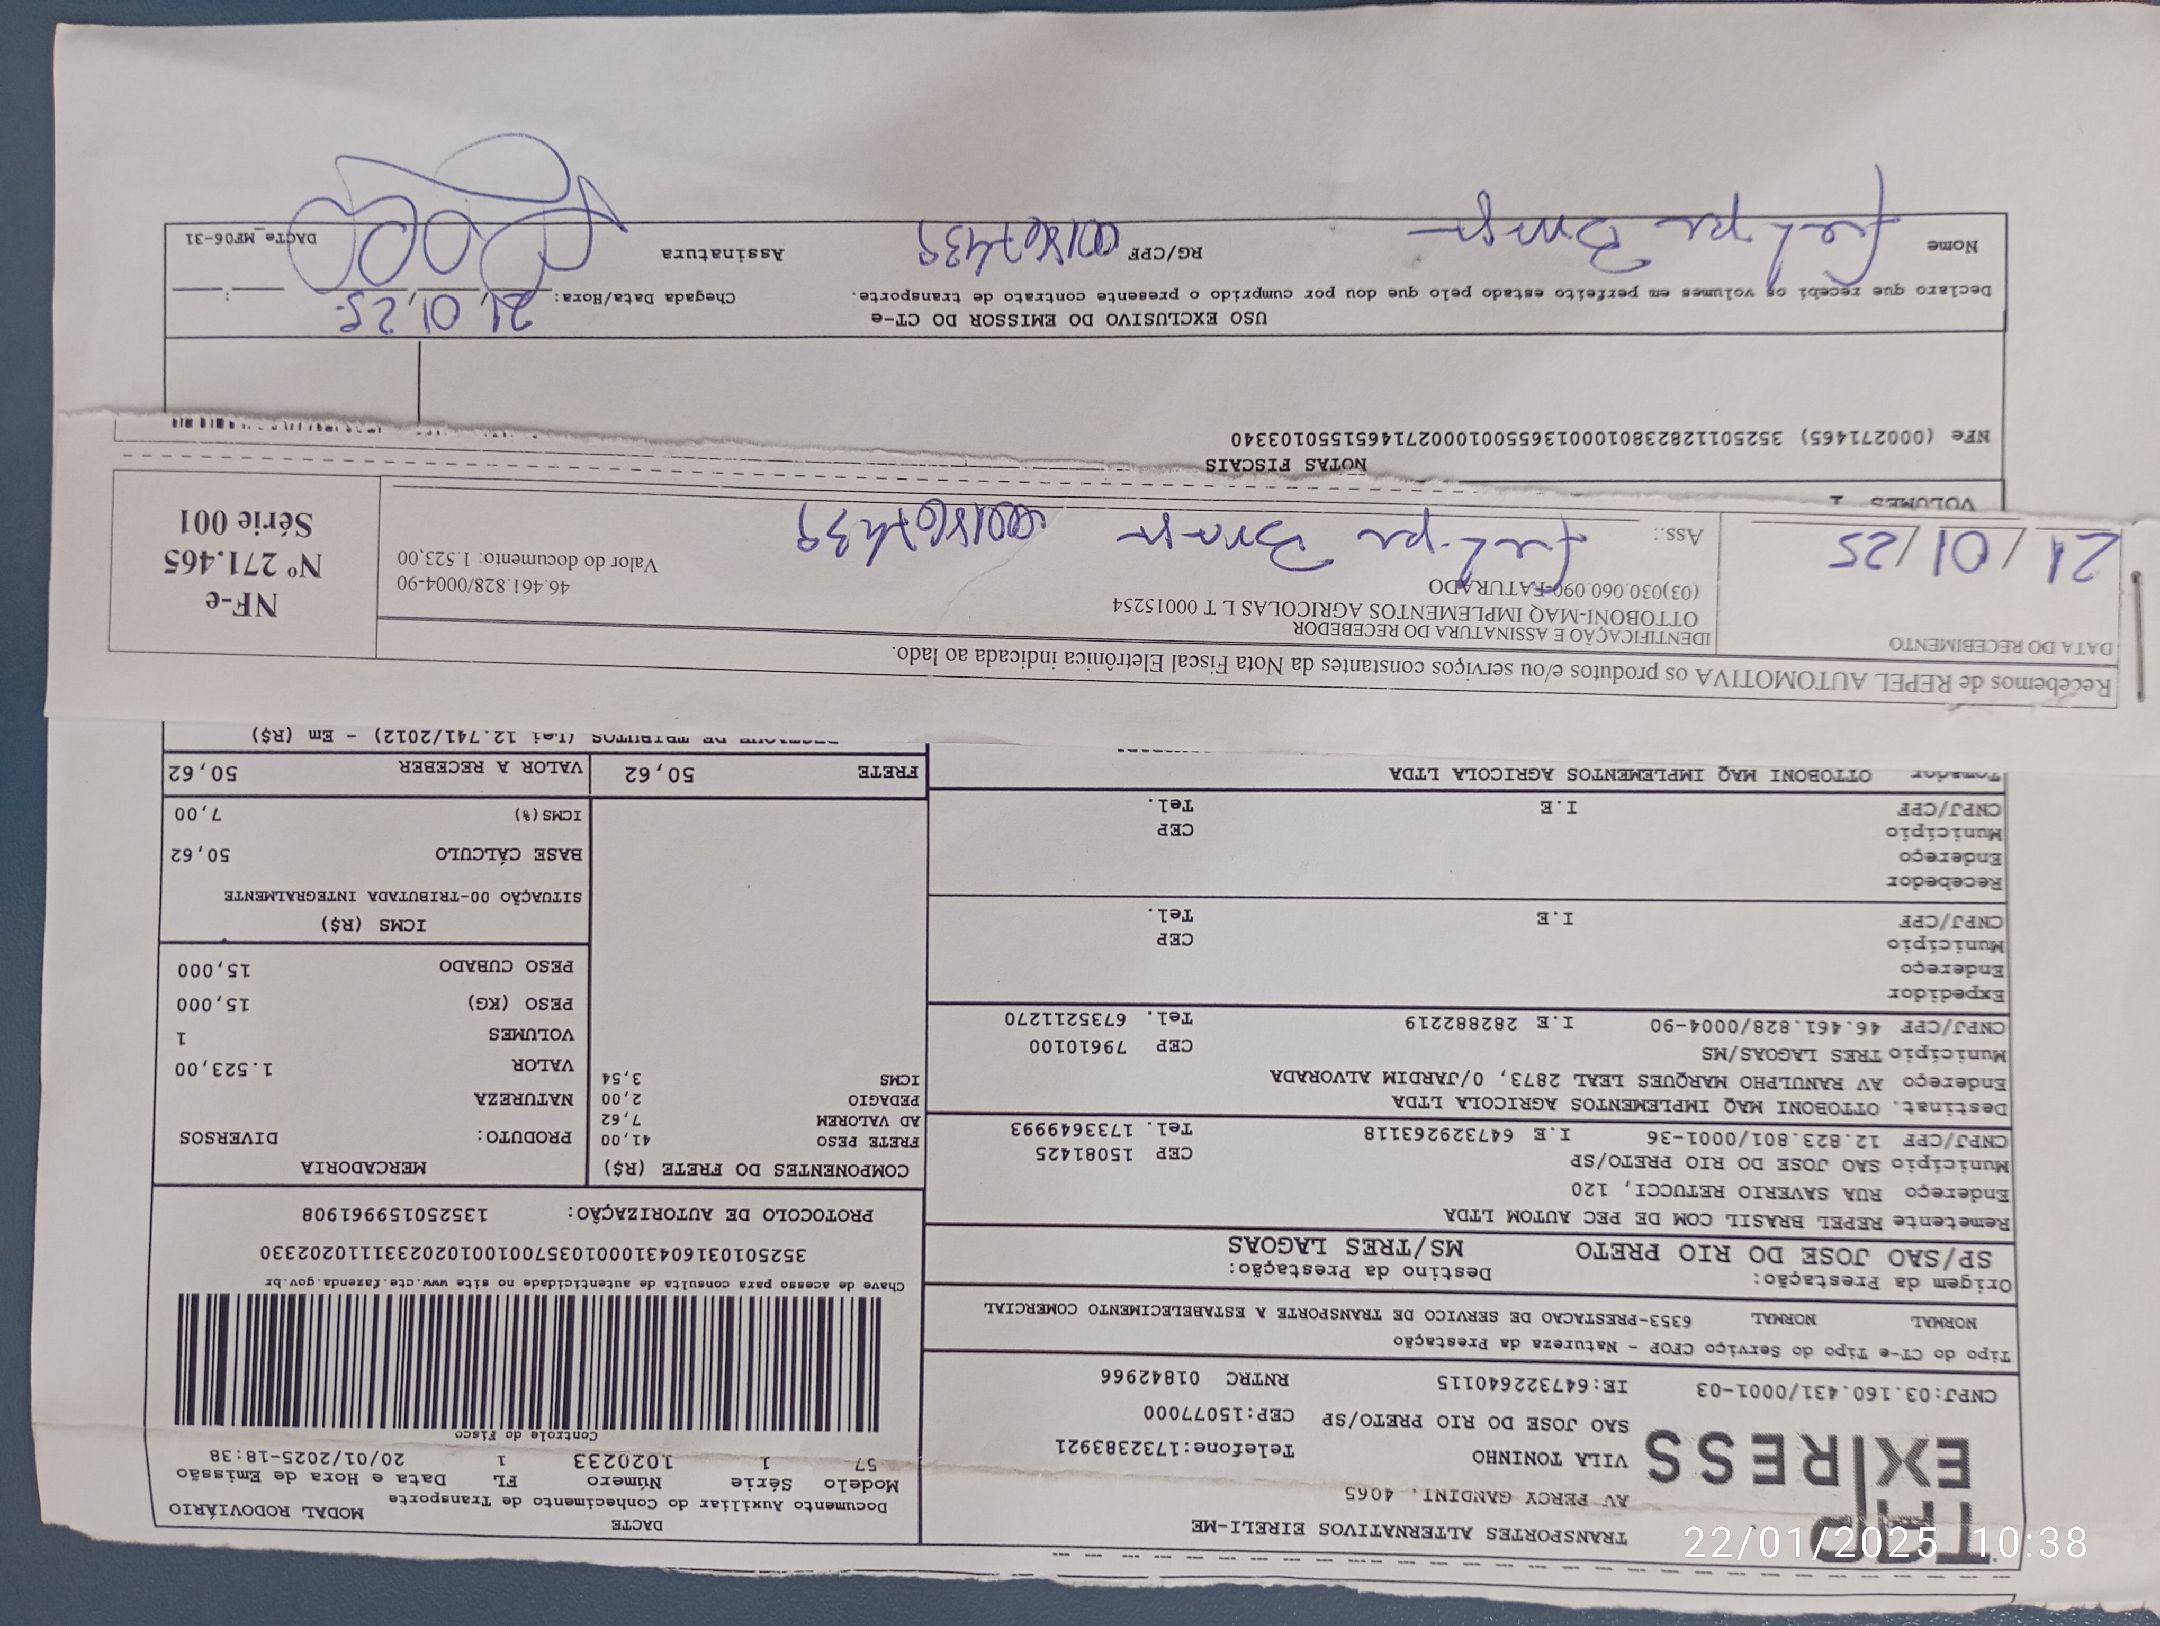 TRD
EXPRESS
TRANSPORTES ALTERNATIVOS EIRELI-ME
AV PERCY GANDINI, 4065
VILA TONINHO Telefone:1732383921
SAO JOSE DO RIO PRETO/SP CEP:15077000
CNPJ:03.160.431/0001-03 IE:647322640115 RNTRC 01842966
DACTE
Documento Auxiliar do Conhecimento de Transporte
MODAL RODOVIÁRIO
Modelo Série Número FL Data e Hora de Emissão
57 1 1020233 1 20/01/2025-18:38
Controle do Fisco
Chave de acesso para consulta de autenticidade no site www.cte.fazenda.gov.br
35250103160431000103570010010202331110202330
PROTOCOLO DE AUTORIZAÇÃO: 135250159961908
Tipo do CT-e Tipo do Serviço CFOP - Natureza da Prestação
NORMAL NORMAL 6353-PRESTACAO DE SERVICO DE TRANSPORTE A ESTABELECIMENTO COMERCIAL
Origem da Prestação: Destino da Prestação:
SP/SAO JOSE DO RIO PRETO MS/TRES LAGOAS
Remetente REPEL BRASIL COM DE PEC AUTOM LTDA
Endereço RUA SAVERIO RETUCCI, 120
Município SAO JOSE DO RIO PRETO/SP CEP 15081425
CNPJ/CPF 12.823.801/0001-36 I.E 647329263118 Tel. 1733649993
Destinat. OTTOBONI MAQ IMPLEMENTOS AGRICOLA LTDA
Endereço AV RANULPHO MARQUES LEAL 2873, 0/JARDIM ALVORADA
Município TRES LAGOAS/MS CEP 79610100
CNPJ/CPF 46.461.828/0004-90 I.E 282882219 Tel. 6735211270
Expedidor
Endereço
Município CEP
CNPJ/CPF I.E Tel.
Recebedor
Endereço
Município CEP
CNPJ/CPF I.E Tel.
Tomador OTTOBONI MAQ IMPLEMENTOS AGRICOLA LTDA
COMPONENTES DO FRETE (R$)
FRETE PESO 41,00
AD VALOREM 7,62
PEDAGIO 2,00
ICMS 3,54
FRETE 50,62
MERCADORIA
PRODUTO: DIVERSOS
NATUREZA
VALOR 1.523,00
VOLUMES 1
PESO (KG) 15,000
PESO CUBADO 15,000
ICMS (R$)
SITUAÇÃO 00-TRIBUTADA INTEGRALMENTE
BASE CÁLCULO 50,62
ICMS(%) 7,00
VALOR A RECEBER 50,62
DE TRIBUTOS (Lei 12.741/2012) - Em (R$)
Recebemos de REPEL AUTOMOTIVA os produtos e/ou serviços constantes da Nota Fiscal Eletrônica indicada ao lado.
DATA DO RECEBIMENTO
21/01/25
IDENTIFICAÇÃO E ASSINATURA DO RECEBEDOR
OTTOBONI-MAQ IMPLEMENTOS AGRICOLAS L T 00015254
(03)030.060.090-FATURADO
46.461.828/0004-90
Valor do documento: 1.523,00
Ass.:
NF-e
Nº 271.465
Série 001
VOLUMES 1
NOTAS FISCAIS
NFe (000271465) 35250112823801000136550010002714651550103340
USO EXCLUSIVO DO EMISSOR DO CT-e
Declaro que recebi os volumes em perfeito estado pelo que dou por cumprido o presente contrato de transporte.
Chegada Data/Hora: 21,01,25 :
Nome
RG/CPF
Assinatura
DACTe_MF06-31
22/01/2025 10:38